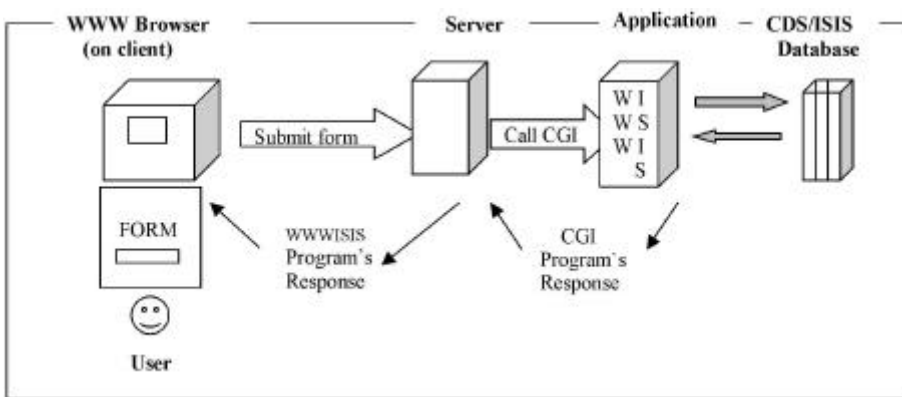 WWW Browser
(on client)
Server
Application
CDS/ISIS
Database
Submit form
Call CGI
W I
W S
W I
S
FORM
WWWISIS
Program's
Response
CGI
Program's
Response
User